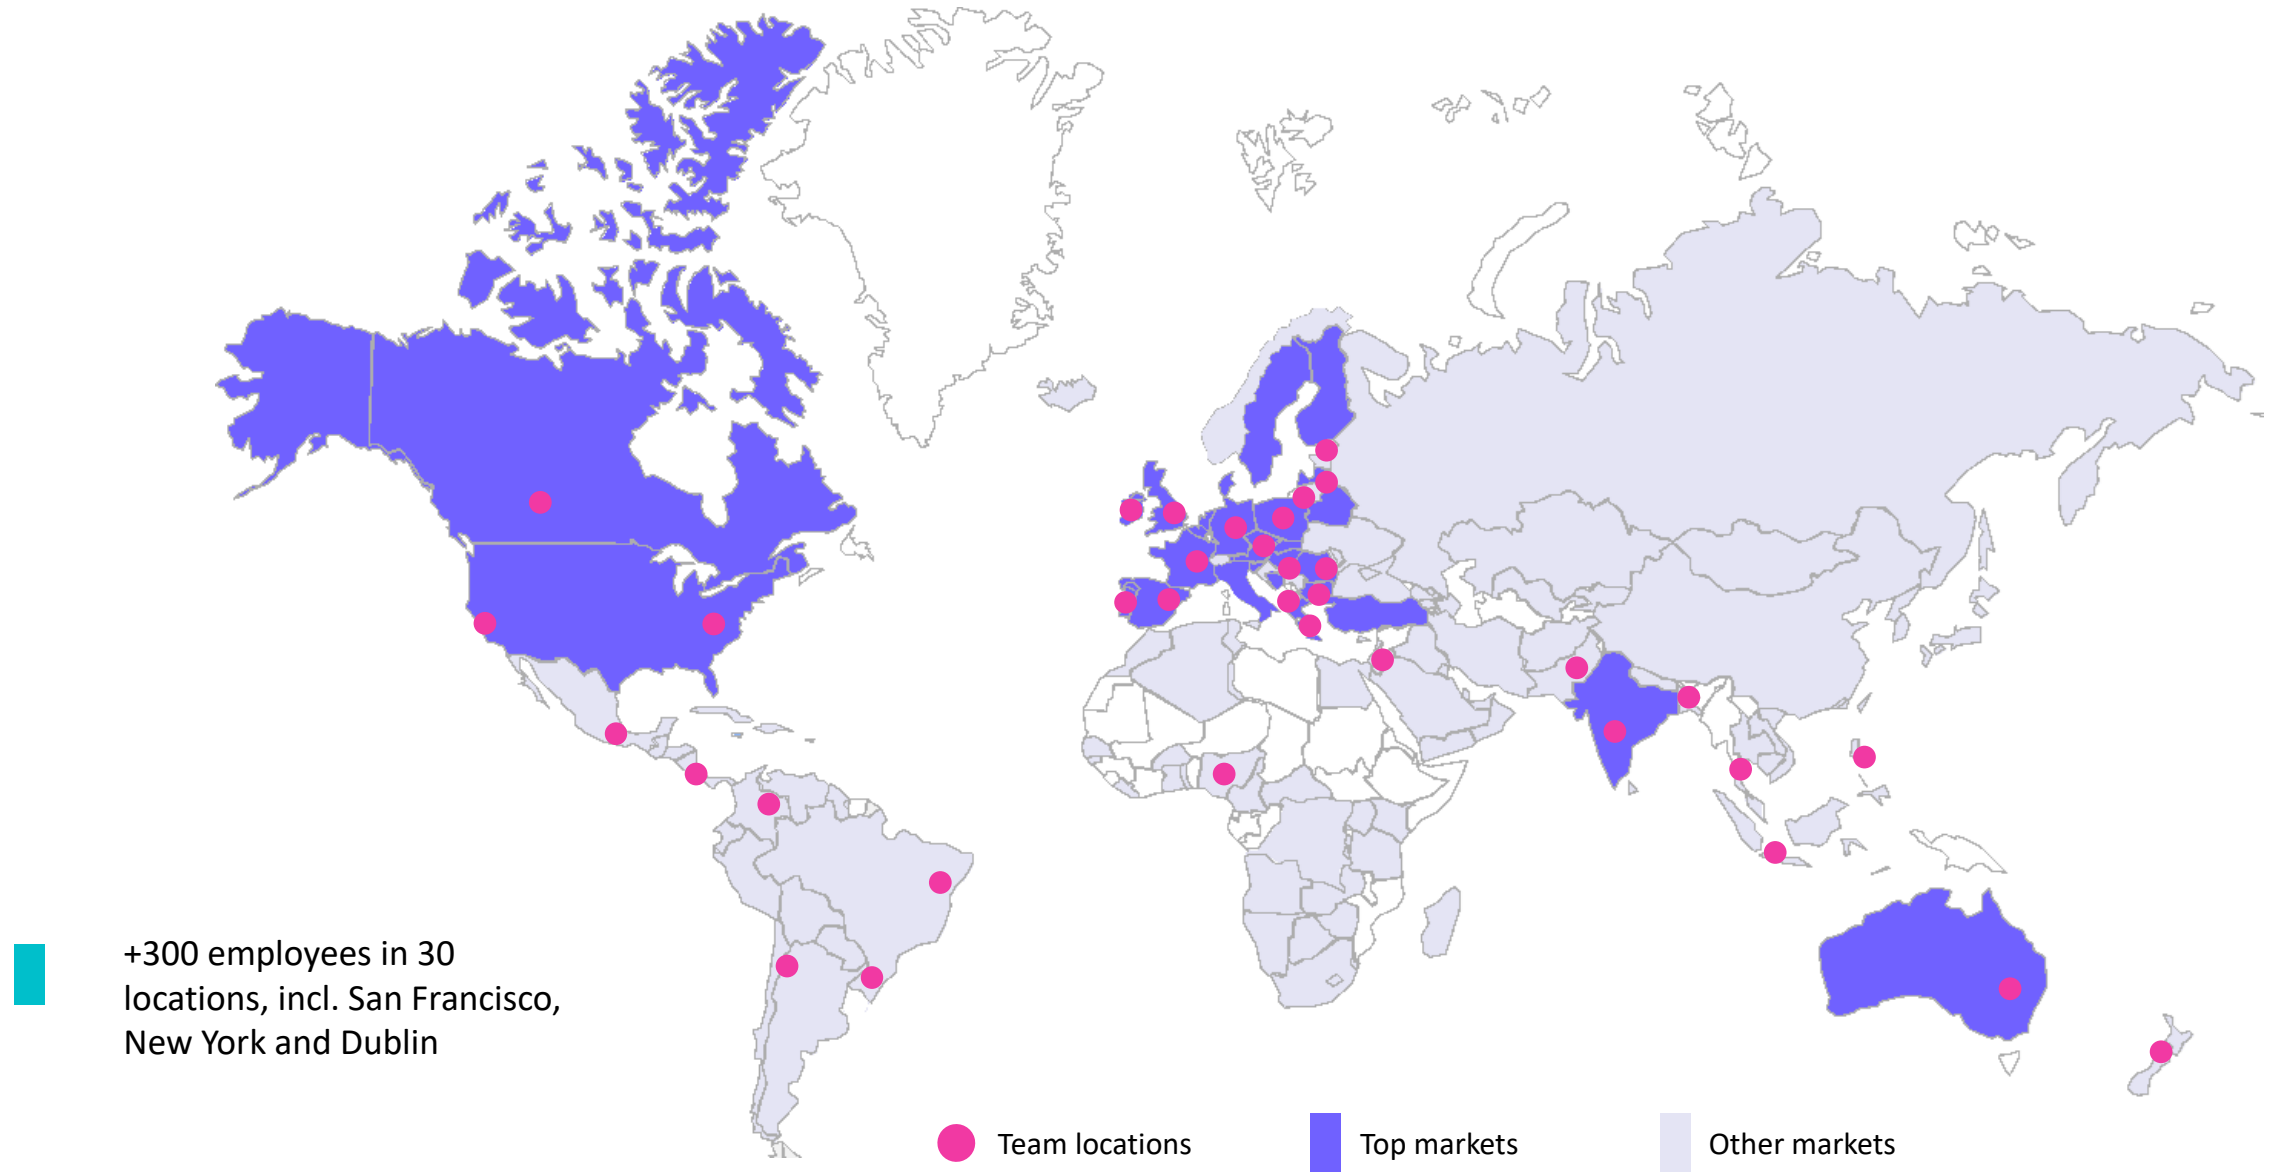 +300 employees in 30
locations, incl. San Francisco,
New York and Dublin
Team locations
Top markets
Other markets